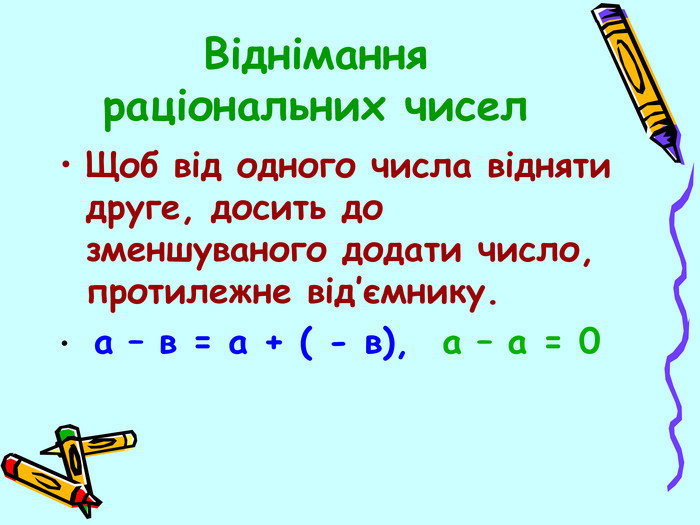 Віднімання
раціональних чисел
• Щоб від одного числа відняти
друге, досить до
зменшуваного додати число,
протилежне від’ємнику.
• а – в = а + ( - в), а – а = 0